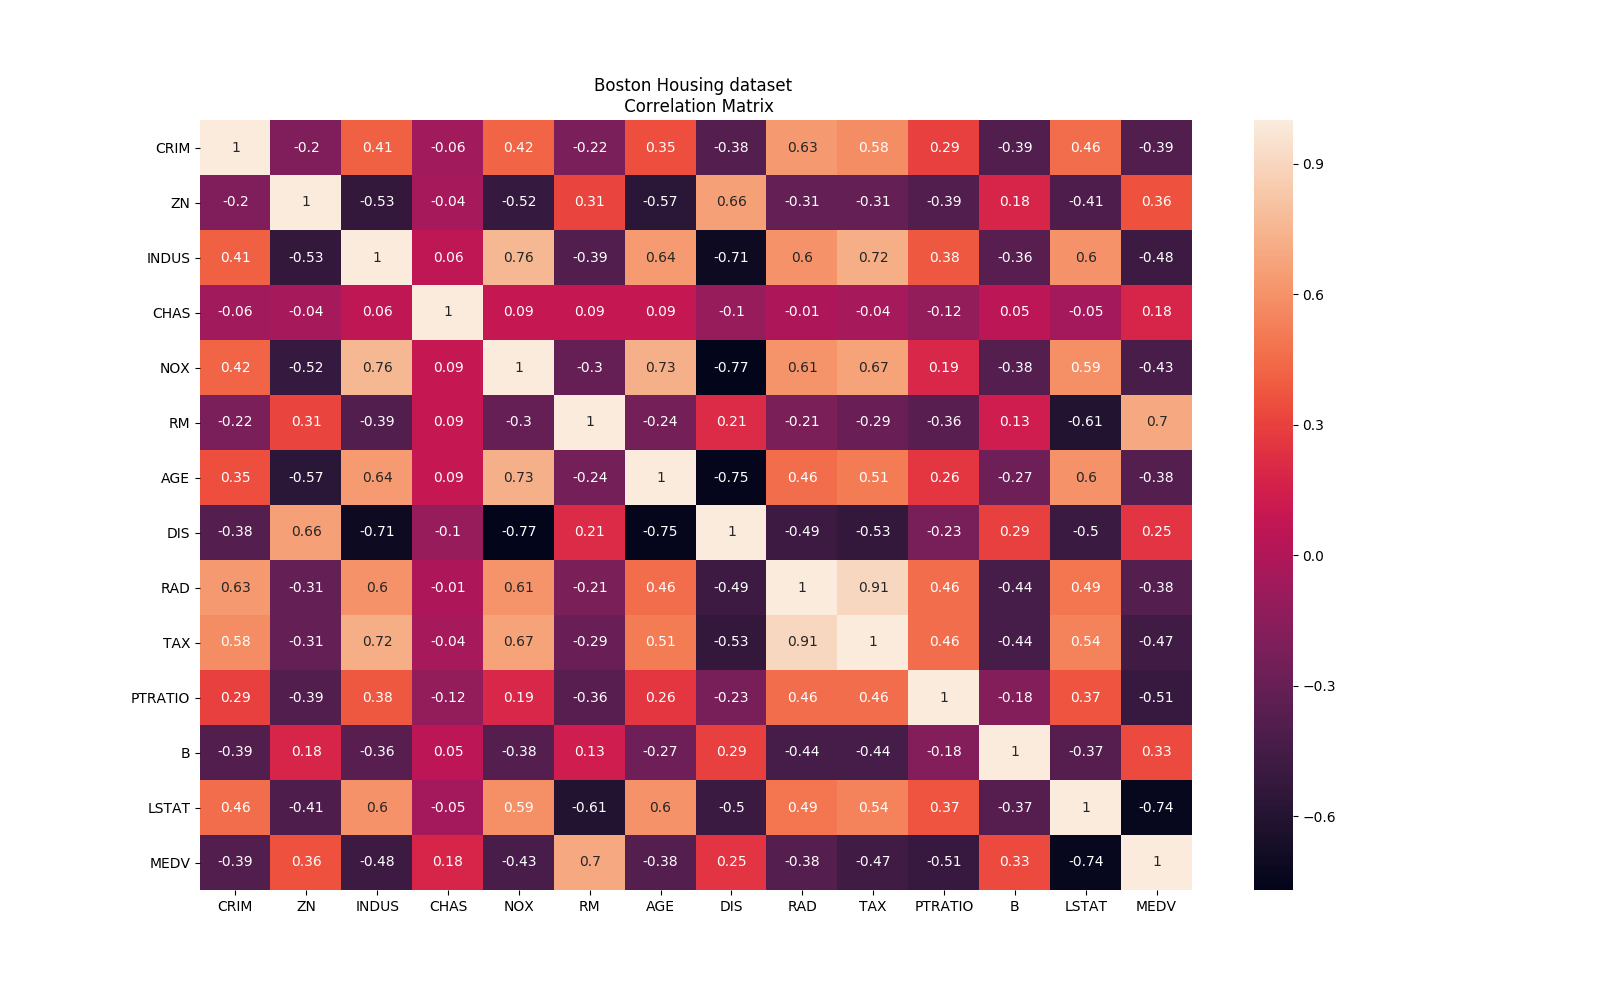 Boston Housing dataset
Correlation Matrix
CRIM 1 -0.2 0.41 -0.06 0.42 -0.22 0.35 -0.38 0.63 0.58 0.29 -0.39 0.46 -0.39
ZN -0.2 1 -0.53 -0.04 -0.52 0.31 -0.57 0.66 -0.31 -0.31 -0.39 0.18 -0.41 0.36
INDUS 0.41 -0.53 1 0.06 0.76 -0.39 0.64 -0.71 0.6 0.72 0.38 -0.36 0.6 -0.48
CHAS -0.06 -0.04 0.06 1 0.09 0.09 0.09 -0.1 -0.01 -0.04 -0.12 0.05 -0.05 0.18
NOX 0.42 -0.52 0.76 0.09 1 -0.3 0.73 -0.77 0.61 0.67 0.19 -0.38 0.59 -0.43
RM -0.22 0.31 -0.39 0.09 -0.3 1 -0.24 0.21 -0.21 -0.29 -0.36 0.13 -0.61 0.7
AGE 0.35 -0.57 0.64 0.09 0.73 -0.24 1 -0.75 0.46 0.51 0.26 -0.27 0.6 -0.38
DIS -0.38 0.66 -0.71 -0.1 -0.77 0.21 -0.75 1 -0.49 -0.53 -0.23 0.29 -0.5 0.25
RAD 0.63 -0.31 0.6 -0.01 0.61 -0.21 0.46 -0.49 1 0.91 0.46 -0.44 0.49 -0.38
TAX 0.58 -0.31 0.72 -0.04 0.67 -0.29 0.51 -0.53 0.91 1 0.46 -0.44 0.54 -0.47
PTRATIO 0.29 -0.39 0.38 -0.12 0.19 -0.36 0.26 -0.23 0.46 0.46 1 -0.18 0.37 -0.51
B -0.39 0.18 -0.36 0.05 -0.38 0.13 -0.27 0.29 -0.44 -0.44 -0.18 1 -0.37 0.33
LSTAT 0.46 -0.41 0.6 -0.05 0.59 -0.61 0.6 -0.5 0.49 0.54 0.37 -0.37 1 -0.74
MEDV -0.39 0.36 -0.48 0.18 -0.43 0.7 -0.38 0.25 -0.38 -0.47 -0.51 0.33 -0.74 1
CRIM ZN INDUS CHAS NOX RM AGE DIS RAD TAX PTRATIO B LSTAT MEDV
0.9
0.6
0.3
0.0
−0.3
−0.6